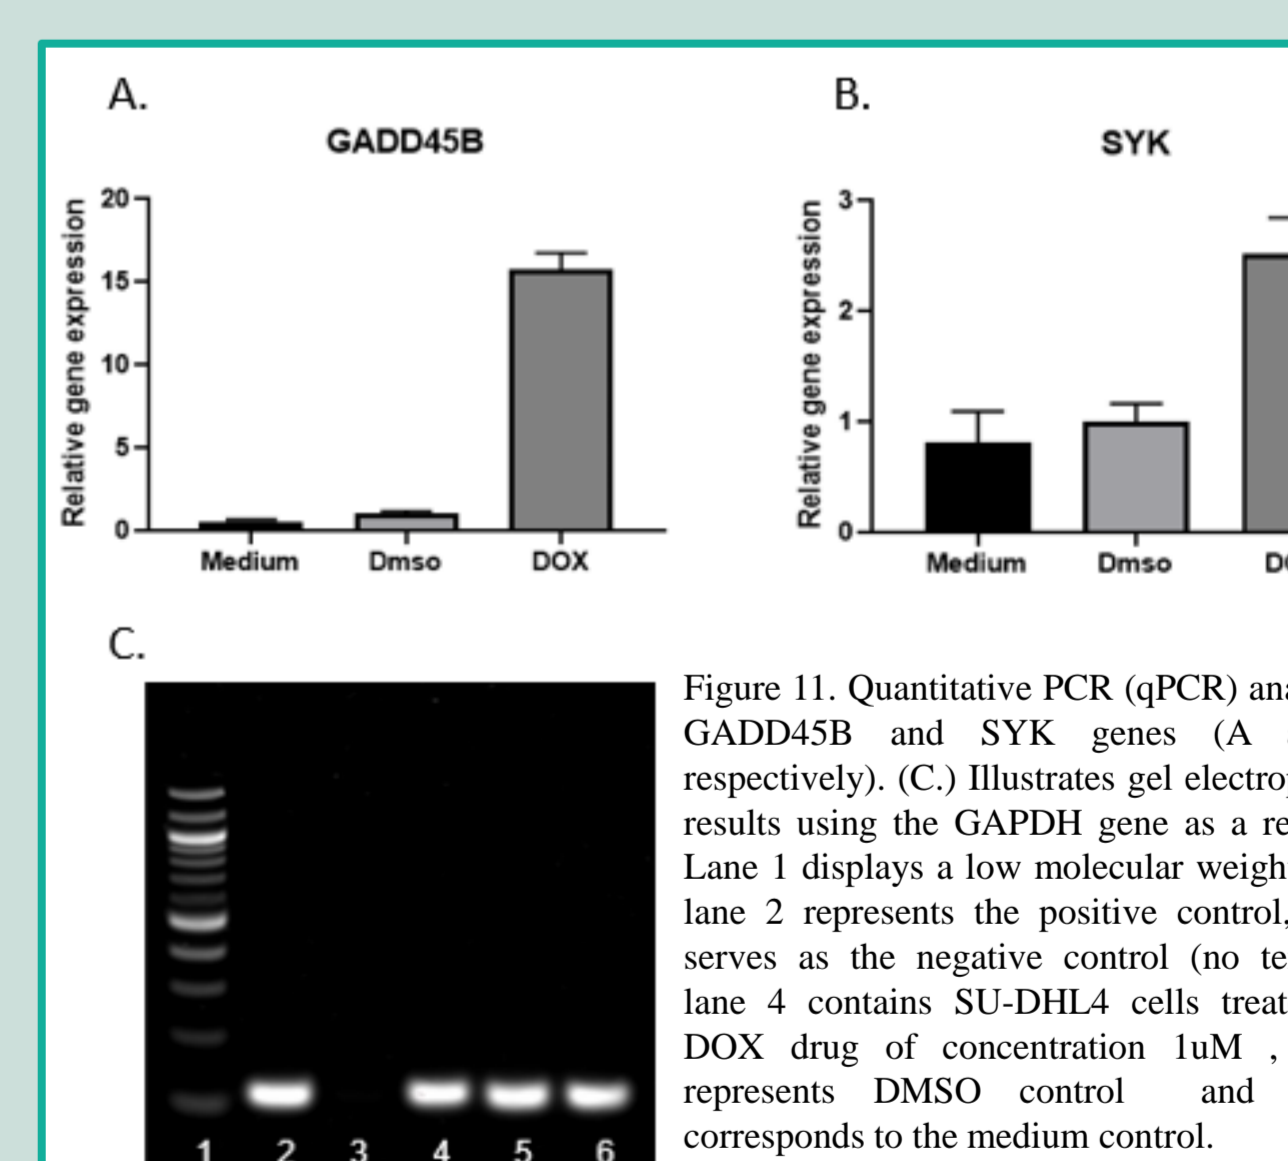 A.
GADD45B
Relative gene expression
20
15
10
5
0
Medium Dmso DOX
B.
SYK
Relative gene expression
3
2
1
0
Medium Dmso
C.
1 2 3 4 5 6
Figure 11. Quantitative PCR (qPCR)
GADD45B and SYK genes (A
respectively). (C.) Illustrates gel
results using the GAPDH gene as a
Lane 1 displays a low molecular
lane 2 represents the positive control,
serves as the negative control (no
lane 4 contains SU-DHL4 cells
DOX drug of concentration 1uM ,
represents DMSO control and
corresponds to the medium control.